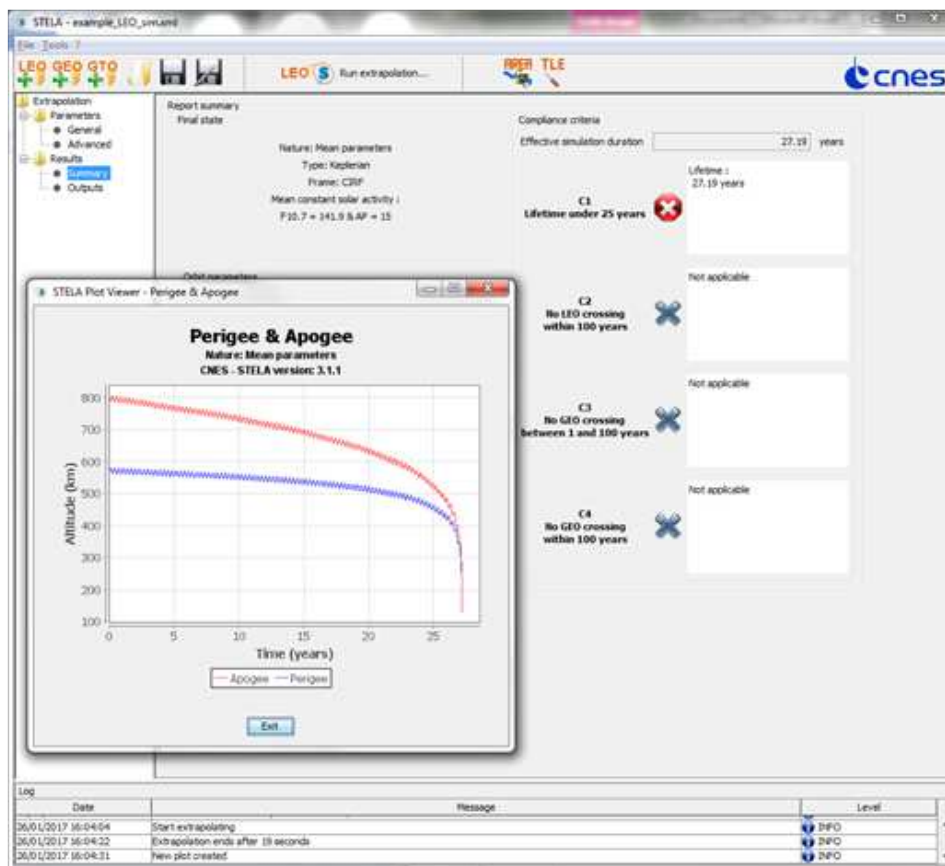 STELA - example_LEO_sim.xml
File Tools ?
LEO GEO GTO
LEO S Run extrapolation...
AREA TLE
cnes
Extrapolation
Parameters
General
Advanced
Results
Summary
Outputs
Report summary
Final state
Nature: Mean parameters
Type: Keplerian
Frame: CIRF
Mean constant solar activity :
F10.7 = 141.9 & AP = 15
Orbit parameters
Compliance criteria
Effective simulation duration 27.19 years
C1
Lifetime under 25 years
Lifetime :
27.19 years
C2
No LEO crossing
within 100 years
Not applicable
C3
No GEO crossing
between 1 and 100 years
Not applicable
C4
No GEO crossing
within 100 years
Not applicable
STELA Plot Viewer - Perigee & Apogee
Perigee & Apogee
Nature: Mean parameters
CNES - STELA version: 3.1.1
Altitude (km)
800
700
600
500
400
300
200
100
0 5 10 15 20 25
Time (years)
Apogee Perigee
Exit
Log
Date Message Level
26/01/2017 16:04:04 Start extrapolating INFO
26/01/2017 16:04:22 Extrapolation ends after 19 seconds INFO
26/01/2017 16:04:31 New plot created INFO